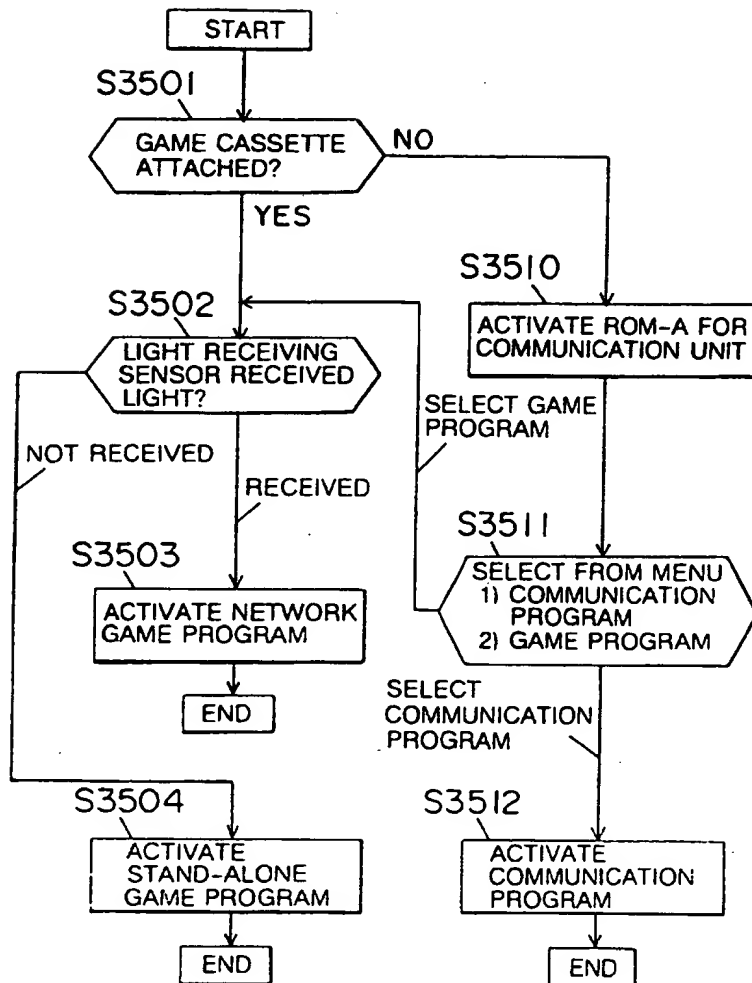 START
S3501
GAME CASSETTE
ATTACHED?
NO
YES
S3510
ACTIVATE ROM-A FOR
COMMUNICATION UNIT
S3502
LIGHT RECEIVING
SENSOR RECEIVED
LIGHT?
SELECT GAME
PROGRAM
NOT RECEIVED
RECEIVED
S3511
SELECT FROM MENU
1) COMMUNICATION
PROGRAM
2) GAME PROGRAM
S3503
ACTIVATE NETWORK
GAME PROGRAM
END
SELECT
COMMUNICATION
PROGRAM
S3504
ACTIVATE
STAND-ALONE
GAME PROGRAM
END
S3512
ACTIVATE
COMMUNICATION
PROGRAM
END